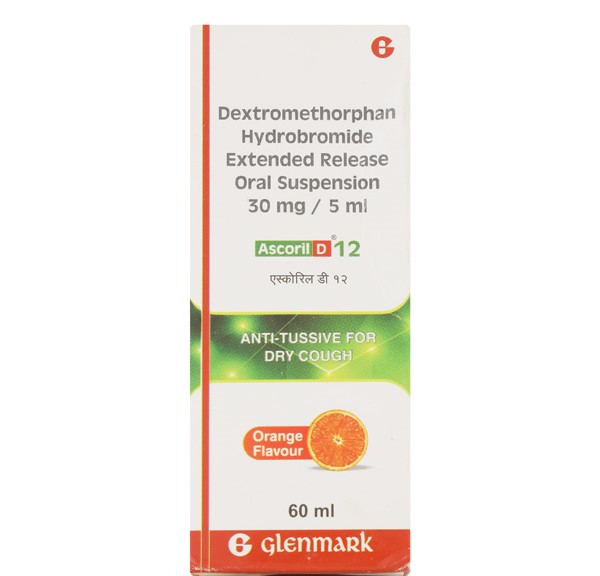 Dextromethorphan
Hydrobromide
Extended Release
Oral Suspension
30 mg / 5 ml
Ascoril D® 12
एस्कोरिल डी १२
ANTI-TUSSIVE FOR
DRY COUGH
Orange
Flavour
60 ml
G glenmark